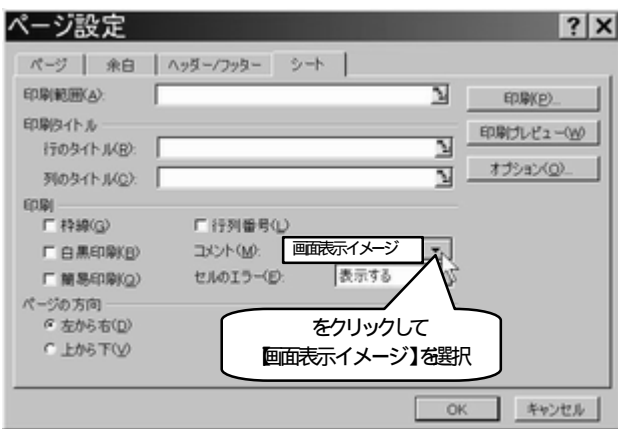 ページ設定
ページ 余白 ヘッダー/フッター シート
印刷範囲(A):
印刷(P)...
印刷タイトル
印刷プレビュー(W)
行のタイトル(R):
オプション(O)...
列のタイトル(C):
印刷
枠線(G) 行列番号(L)
白黒印刷(B) コメント(M): 画面表示イメージ
簡易印刷(Q) セルのエラー(E): 表示する
ページの方向
左から右(D)
上から下(V)
をクリックして
【画面表示イメージ】を選択
OK キャンセル